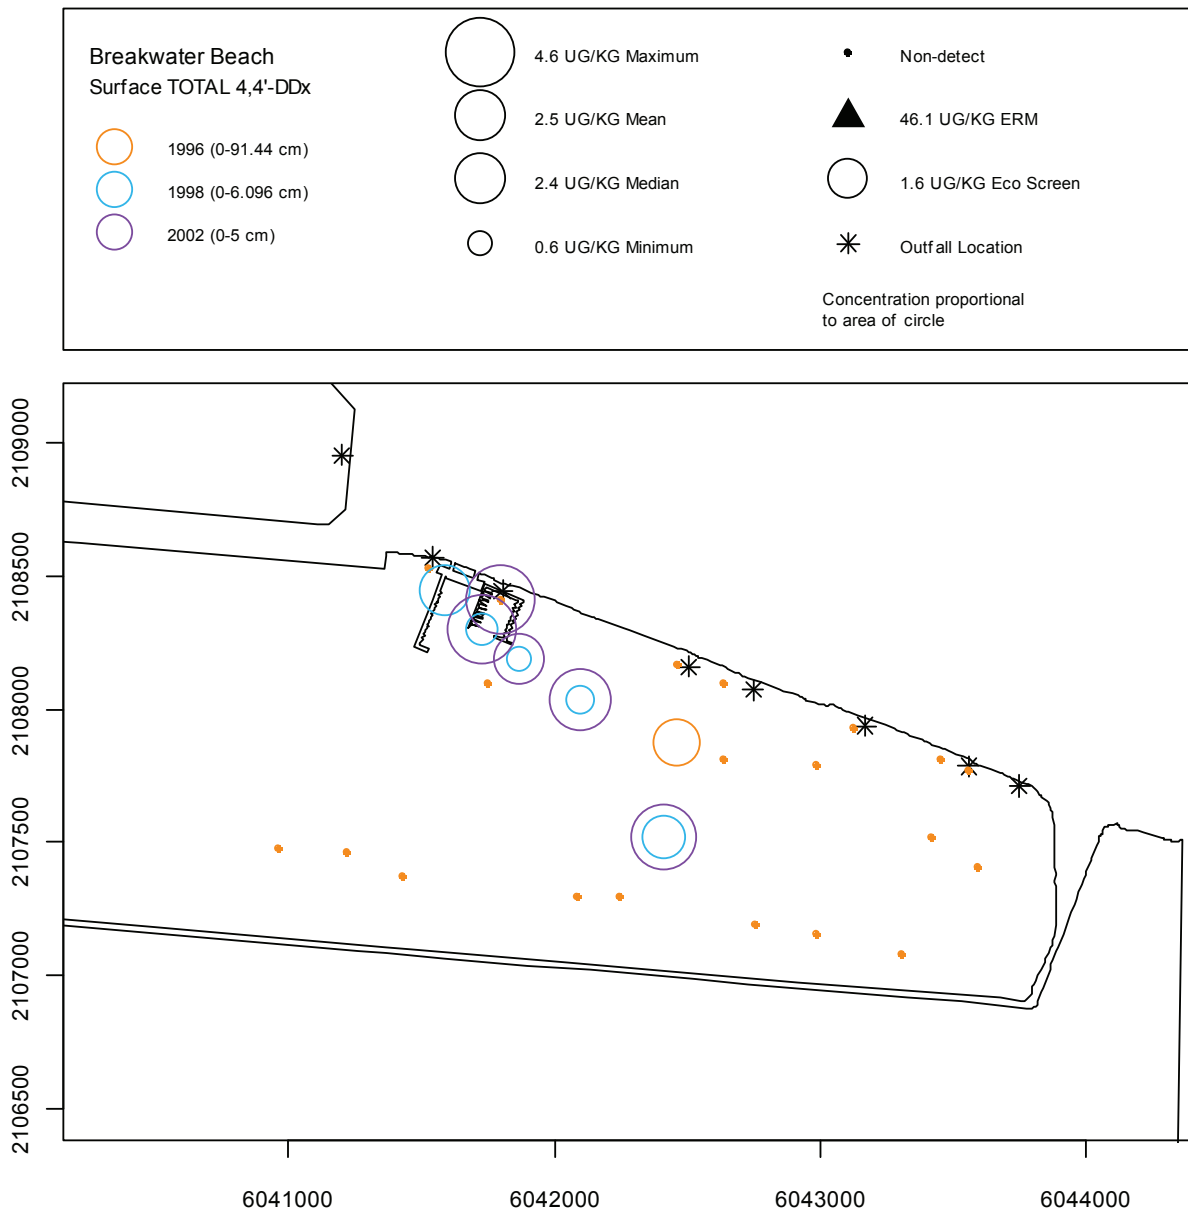 Breakwater Beach
Surface TOTAL 4,4'-DDx
1996 (0-91.44 cm)
1998 (0-6.096 cm)
2002 (0-5 cm)
4.6 UG/KG Maximum
2.5 UG/KG Mean
2.4 UG/KG Median
0.6 UG/KG Minimum
Non-detect
46.1 UG/KG ERM
1.6 UG/KG Eco Screen
Outfall Location
Concentration proportional
to area of circle
2109000
2108500
2108000
2107500
2107000
2106500
6041000
6042000
6043000
6044000